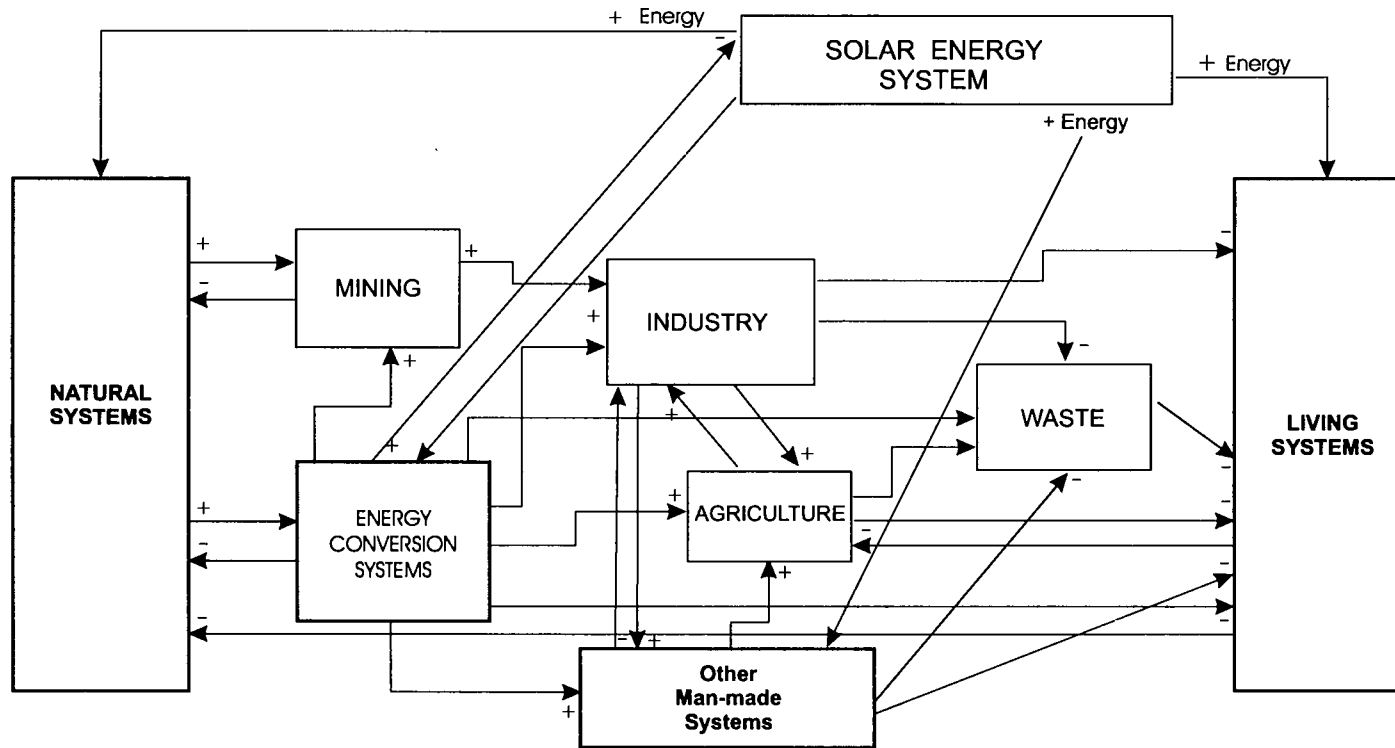 + Energy
SOLAR ENERGY
SYSTEM
-
+ Energy
+ Energy
+
-
+
MINING
+
+
INDUSTRY
-
-
NATURAL
SYSTEMS
WASTE
LIVING
SYSTEMS
+
+
+
-
+
-
ENERGY
CONVERSION
SYSTEMS
+
AGRICULTURE
-
-
-
+
-
-
+
-
+
-
Other
Man-made
Systems